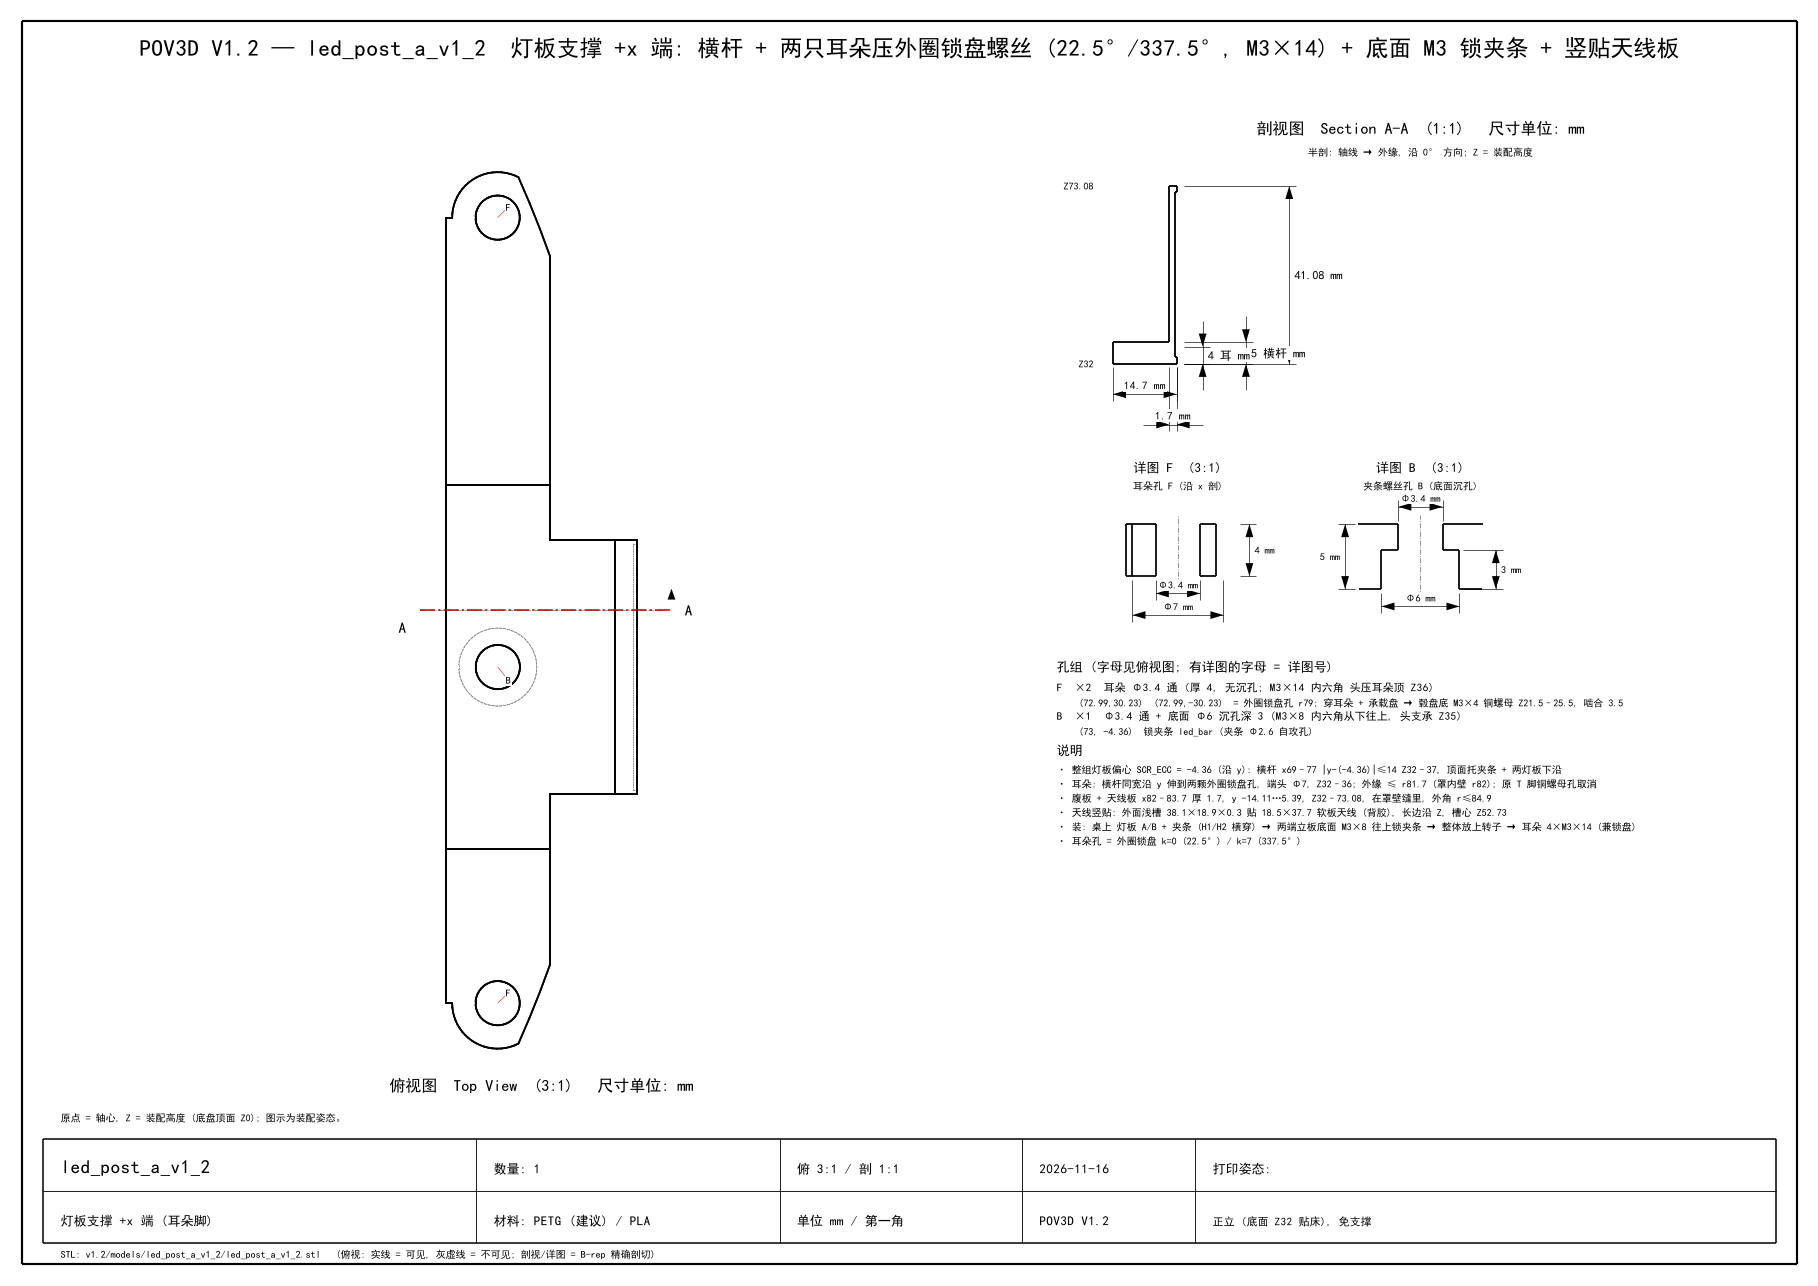 POV3D V1.2 — led_post_a_v1_2  灯板支撑 +x 端: 横杆 + 两只耳朵压外圈锁盘螺丝 (22.5°/337.5°, M3×14) + 底面 M3 锁夹条 + 竖贴天线板
剖视图  Section A-A  (1:1)   尺寸单位: mm
半剖: 轴线 → 外缘, 沿 0° 方向; Z = 装配高度
Z73.08
41.08 mm
4 耳 mm
5 横杆 mm
Z32
14.7 mm
1.7 mm
F
A
A
B
F
详图 F  (3:1)
耳朵孔 F (沿 x 剖)
4 mm
Φ3.4 mm
Φ7 mm
详图 B  (3:1)
夹条螺丝孔 B (底面沉孔)
Φ3.4 mm
5 mm
3 mm
Φ6 mm
孔组 (字母见俯视图; 有详图的字母 = 详图号)
F  ×2  耳朵 Φ3.4 通 (厚 4, 无沉孔; M3×14 内六角 头压耳朵顶 Z36)
(72.99,30.23)  (72.99,-30.23)  = 外圈锁盘孔 r79; 穿耳朵 + 承载盘 → 毂盘底 M3×4 铜螺母 Z21.5–25.5, 啮合 3.5
B  ×1  Φ3.4 通 + 底面 Φ6 沉孔深 3 (M3×8 内六角从下往上, 头支承 Z35)
(73, -4.36)  锁夹条 led_bar (夹条 Φ2.6 自攻孔)
说明
· 整组灯板偏心 SCR_ECC = -4.36 (沿 y): 横杆 x69–77 |y-(-4.36)|≤14 Z32–37, 顶面托夹条 + 两灯板下沿
· 耳朵: 横杆同宽沿 y 伸到两颗外圈锁盘孔, 端头 Φ7, Z32–36; 外缘 ≤ r81.7 (罩内壁 r82); 原 T 脚铜螺母孔取消
· 腹板 + 天线板 x82–83.7 厚 1.7, y -14.11…5.39, Z32–73.08, 在罩壁缝里, 外角 r≤84.9
· 天线竖贴: 外面浅槽 38.1×18.9×0.3 贴 18.5×37.7 软板天线 (背胶), 长边沿 Z, 槽心 Z52.73
· 装: 桌上 灯板 A/B + 夹条 (H1/H2 横穿) → 两端立板底面 M3×8 往上锁夹条 → 整体放上转子 → 耳朵 4×M3×14 (兼锁盘)
· 耳朵孔 = 外圈锁盘 k=0 (22.5°) / k=7 (337.5°)
俯视图  Top View  (3:1)   尺寸单位: mm
原点 = 轴心, Z = 装配高度 (底盘顶面 Z0); 图示为装配姿态。
led_post_a_v1_2
数量: 1
俯 3:1 / 剖 1:1
2026-11-16
打印姿态:
灯板支撑 +x 端 (耳朵脚)
材料: PETG (建议) / PLA
单位 mm / 第一角
POV3D V1.2
正立 (底面 Z32 贴床), 免支撑
STL: v1.2/models/led_post_a_v1_2/led_post_a_v1_2.stl   (俯视: 实线 = 可见, 灰虚线 = 不可见; 剖视/详图 = B-rep 精确剖切)